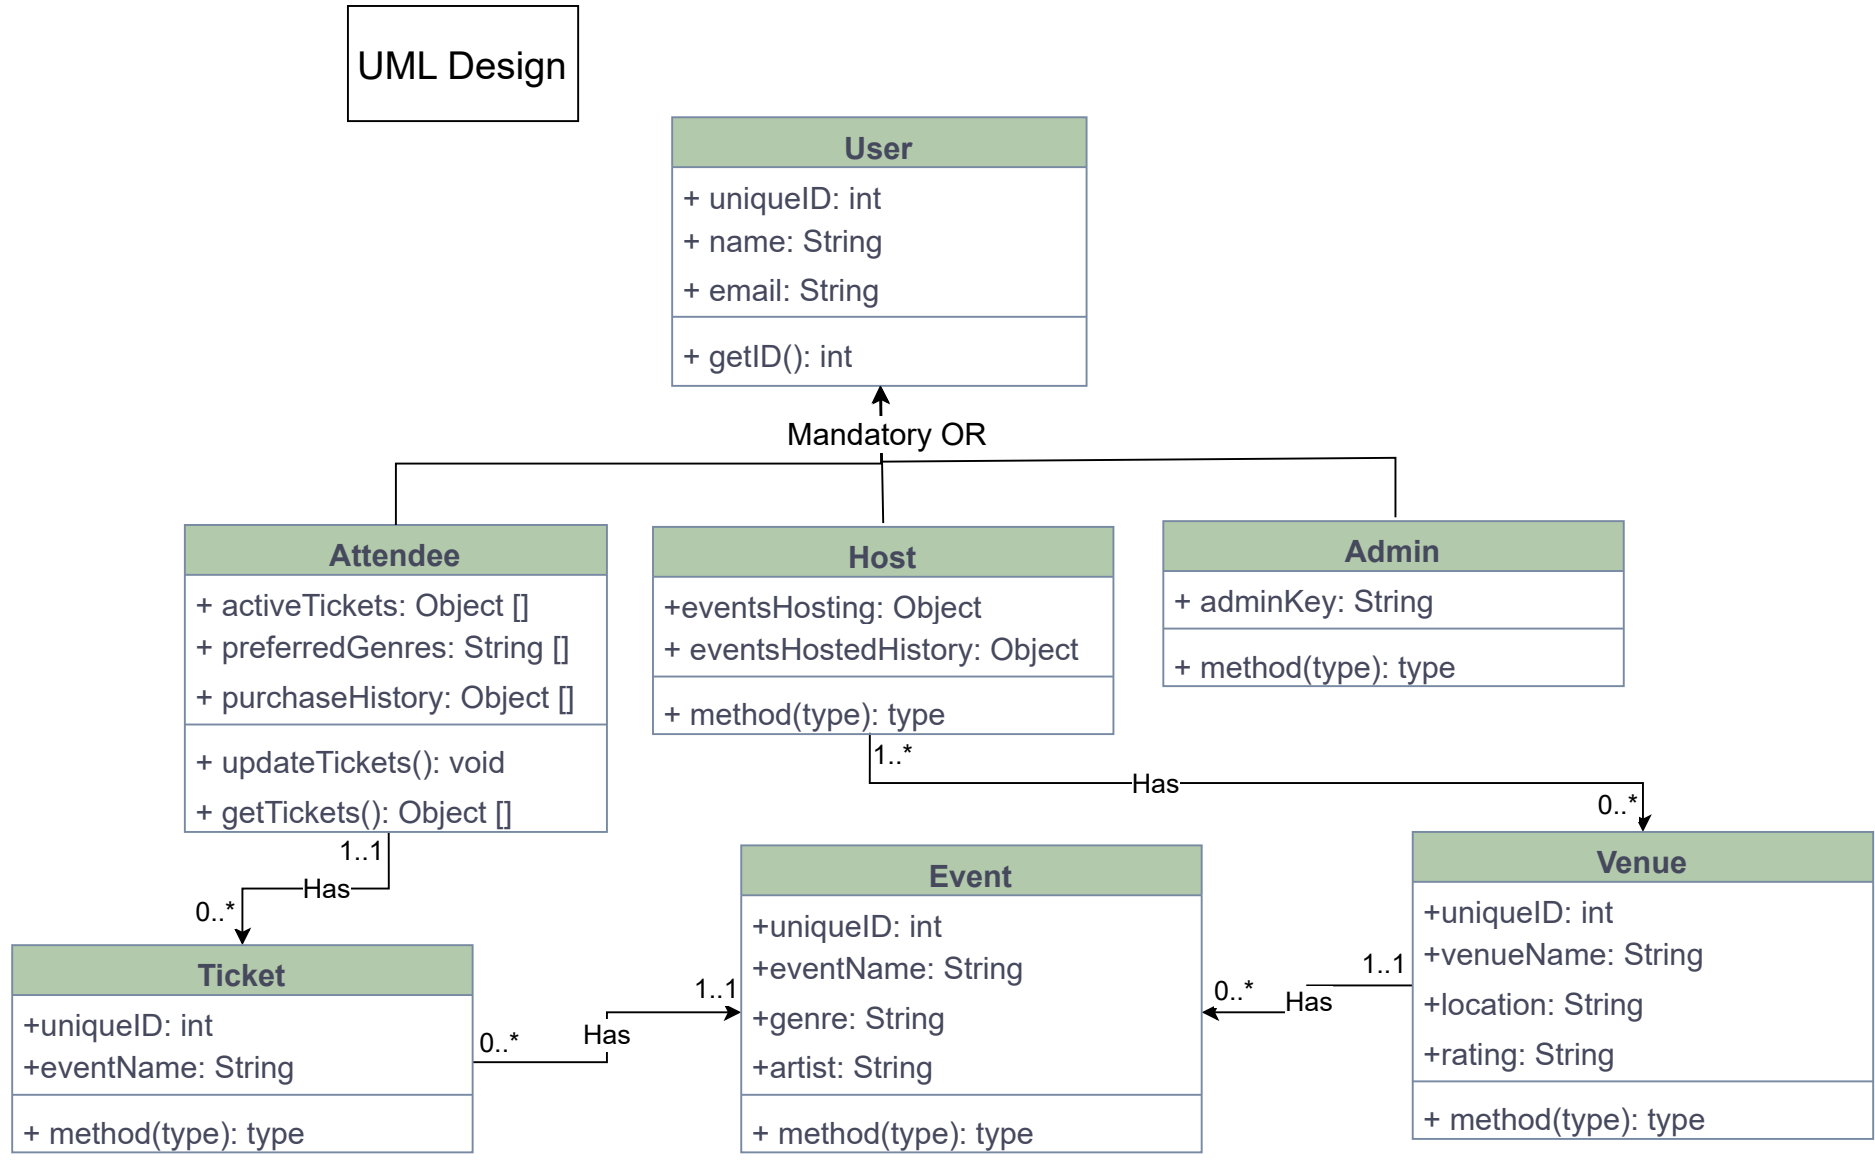 UML Design
User
+ uniqueID: int
+ name: String
+ email: String
+ getID(): int
Mandatory OR
Attendee
+ activeTickets: Object []
+ preferredGenres: String []
+ purchaseHistory: Object []
+ updateTickets(): void
+ getTickets(): Object []
Host
+eventsHosting: Object
+ eventsHostedHistory: Object
+ method(type): type
Admin
+ adminKey: String
+ method(type): type
1..*
Has
0..*
1..1
Has
0..*
Ticket
+uniqueID: int
+eventName: String
+ method(type): type
0..*
Has
1..1
Event
+uniqueID: int
+eventName: String
+genre: String
+artist: String
+ method(type): type
0..*
Has
1..1
Venue
+uniqueID: int
+venueName: String
+location: String
+rating: String
+ method(type): type